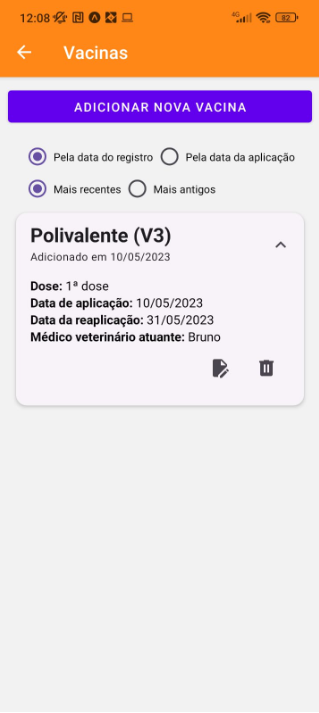 12:08 4G 82
Vacinas
ADICIONAR NOVA VACINA
Pela data do registro Pela data da aplicação
Mais recentes Mais antigos
Polivalente (V3)
Adicionado em 10/05/2023
Dose: 1ª dose
Data de aplicação: 10/05/2023
Data da reaplicação: 31/05/2023
Médico veterinário atuante: Bruno